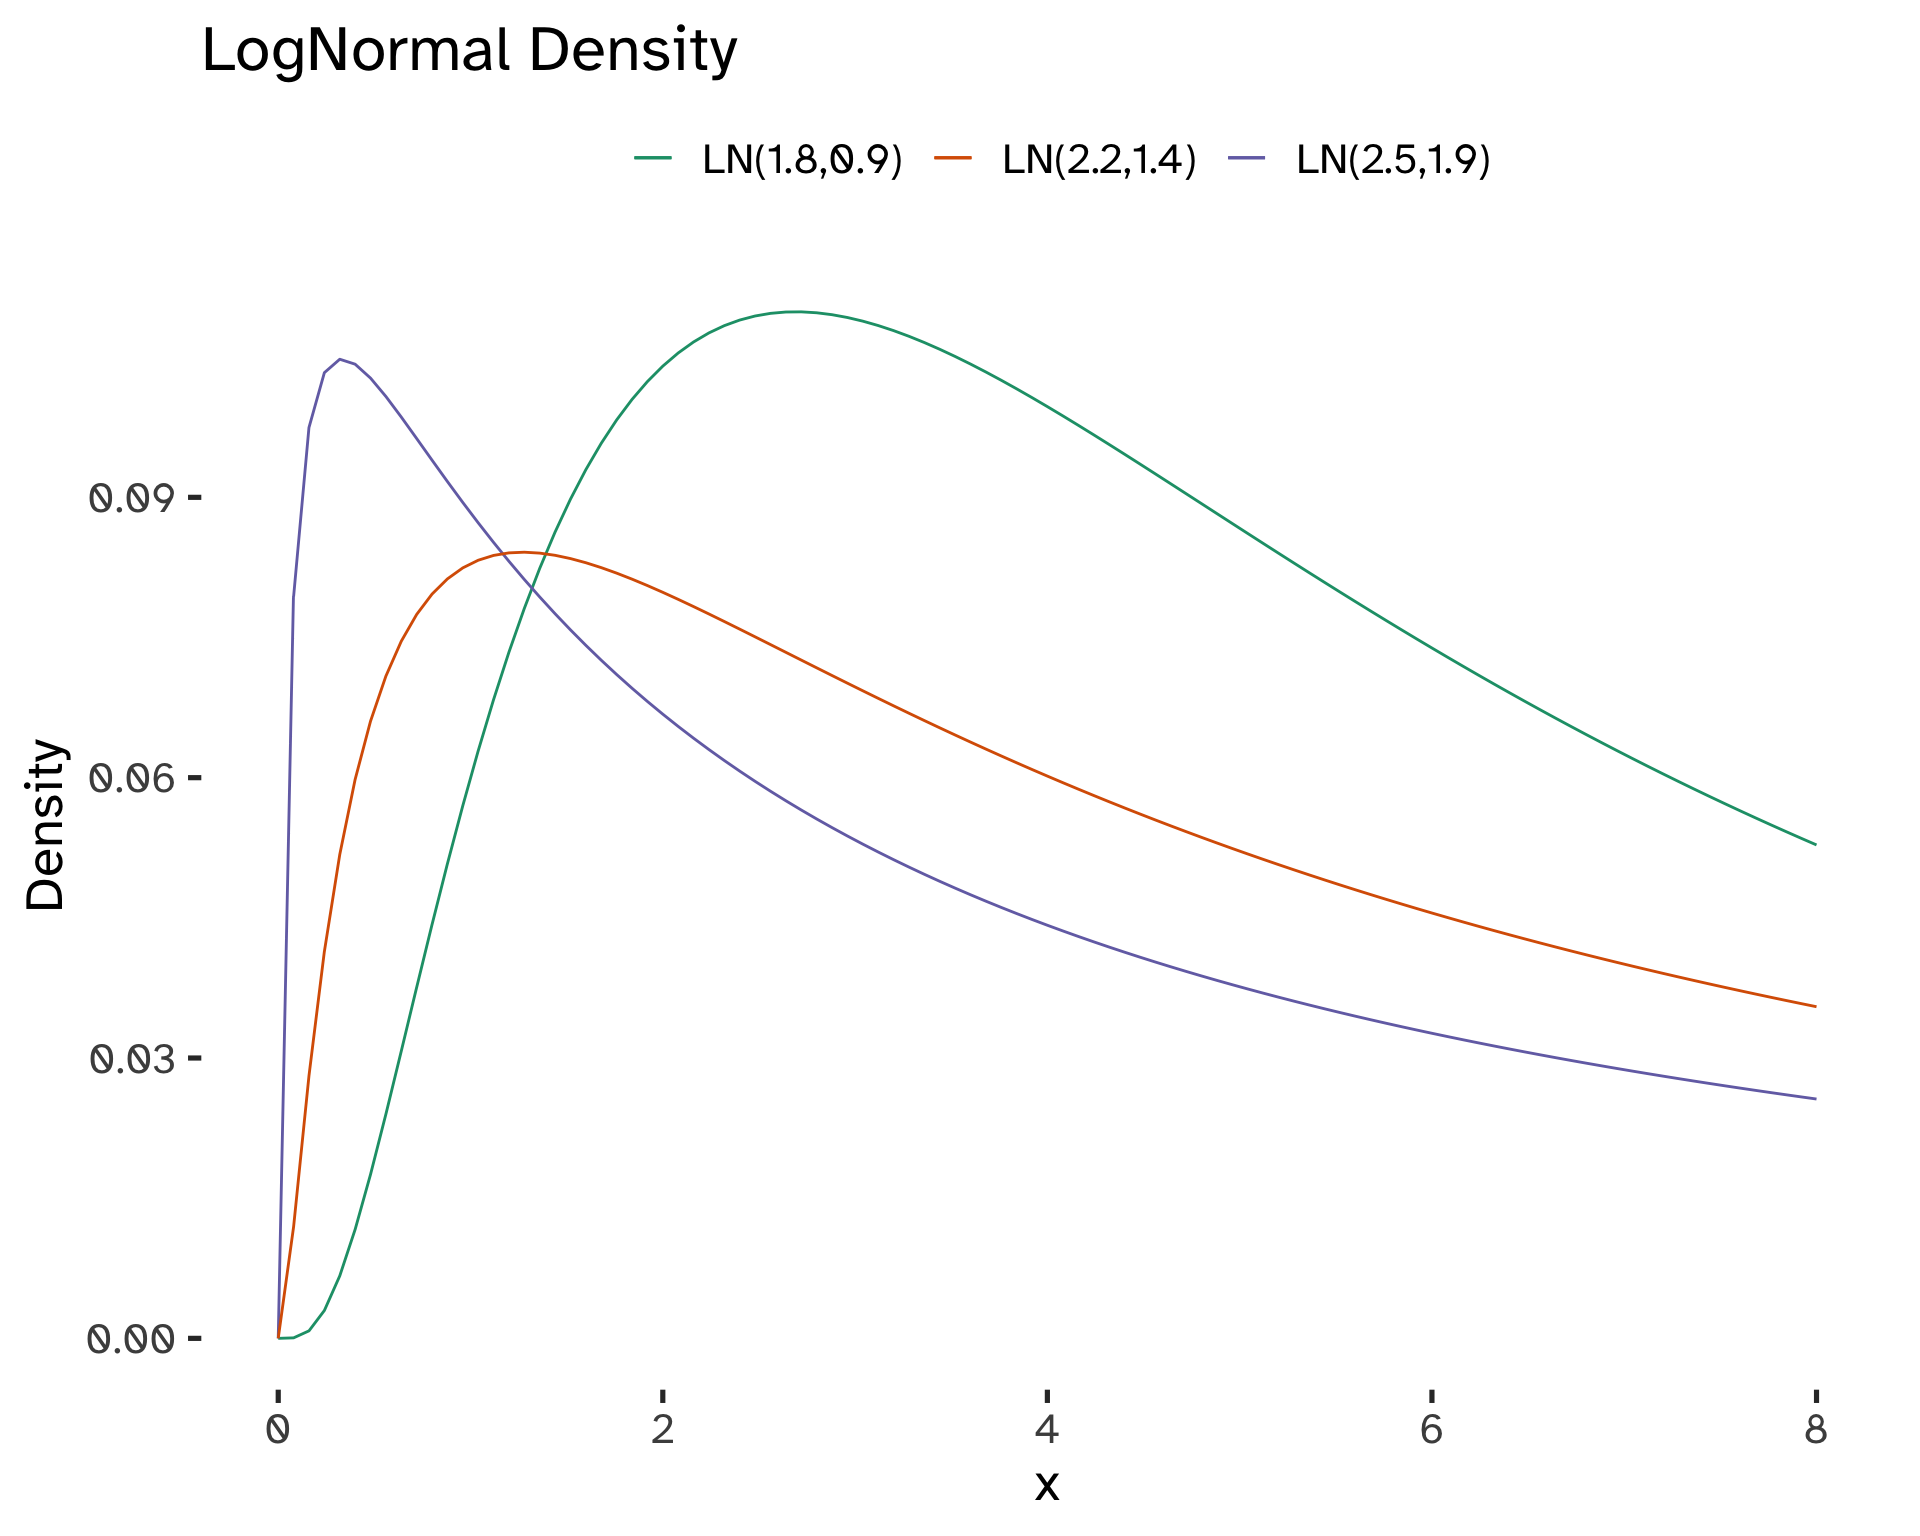 LogNormal Density
LN(1.8,0.9) LN(2.2,1.4) LN(2.5,1.9)
0.09
0.06
0.03
0.00
Density
0 2 4 6 8
x